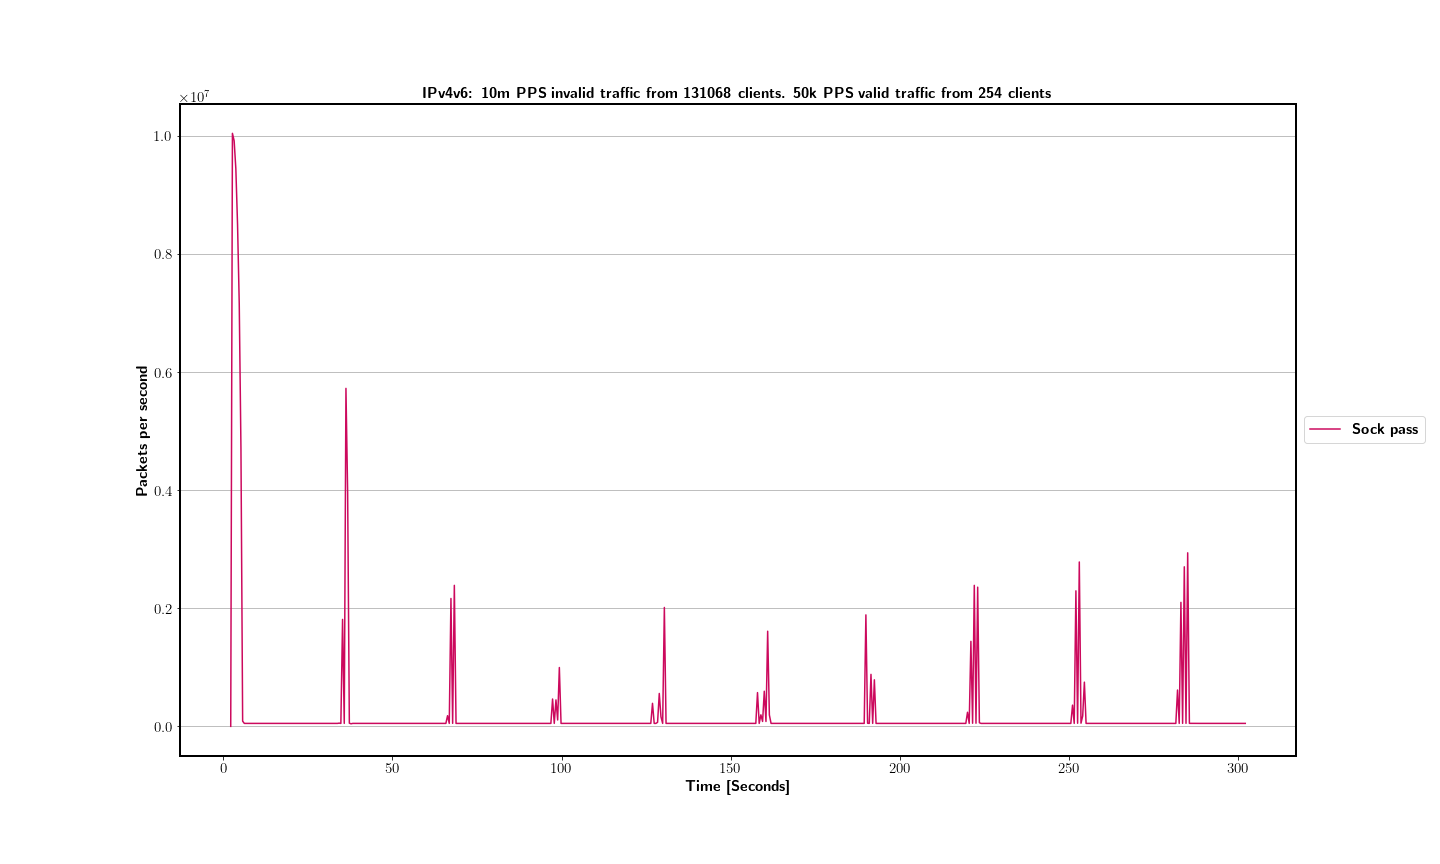 ×10⁷
IPv4v6: 10m PPS invalid traffic from 131068 clients. 50k PPS valid traffic from 254 clients
1.0
0.8
0.6
0.4
0.2
0.0
Packets per second
0 50 100 150 200 250 300
Time [Seconds]
Sock pass